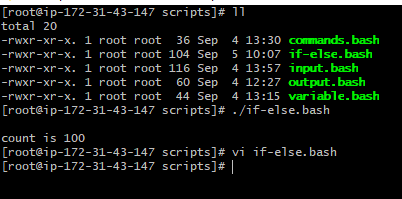 [root@ip-172-31-43-147 scripts]# ll
total 20
-rwxr-xr-x. 1 root root  36 Sep  4 13:30 commands.bash
-rwxr-xr-x. 1 root root 104 Sep  5 10:07 if-else.bash
-rwxr-xr-x. 1 root root 116 Sep  4 13:57 input.bash
-rwxr-xr-x. 1 root root  60 Sep  4 12:27 output.bash
-rwxr-xr-x. 1 root root  44 Sep  4 13:15 variable.bash
[root@ip-172-31-43-147 scripts]# ./if-else.bash

count is 100
[root@ip-172-31-43-147 scripts]# vi if-else.bash
[root@ip-172-31-43-147 scripts]#